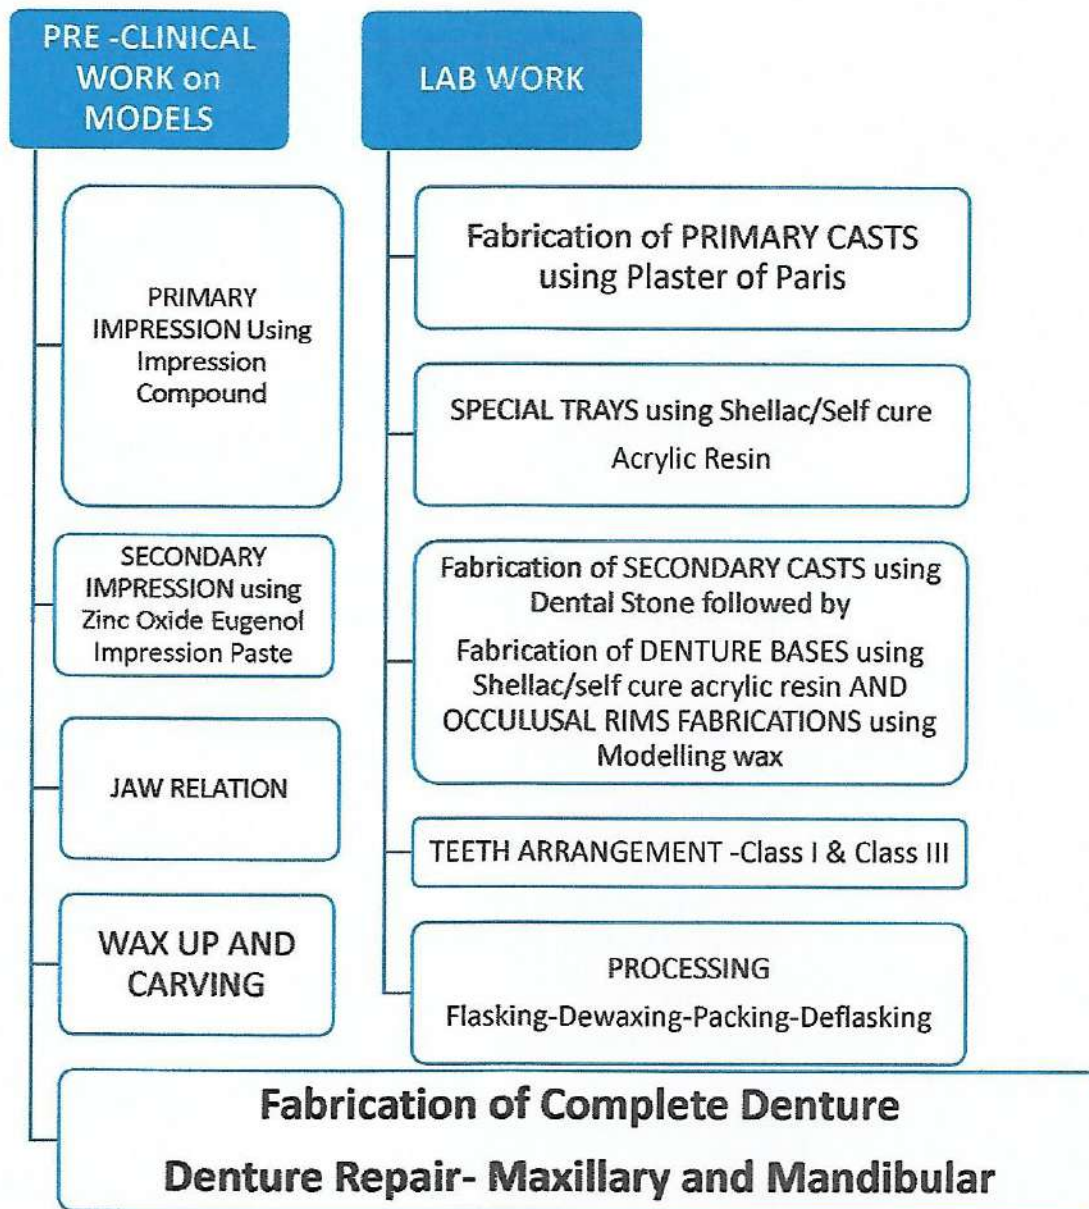 PRE -CLINICAL
WORK on
MODELS
PRIMARY
IMPRESSION Using
Impression
Compound
SECONDARY
IMPRESSION using
Zinc Oxide Eugenol
Impression Paste
JAW RELATION
WAX UP AND
CARVING
LAB WORK
Fabrication of PRIMARY CASTS
using Plaster of Paris
SPECIAL TRAYS using Shellac/Self cure
Acrylic Resin
Fabrication of SECONDARY CASTS using
Dental Stone followed by
Fabrication of DENTURE BASES using
Shellac/self cure acrylic resin AND
OCCULUSAL RIMS FABRICATIONS using
Modelling wax
TEETH ARRANGEMENT -Class I & Class III
PROCESSING
Flasking-Dewaxing-Packing-Deflasking
Fabrication of Complete Denture
Denture Repair- Maxillary and Mandibular